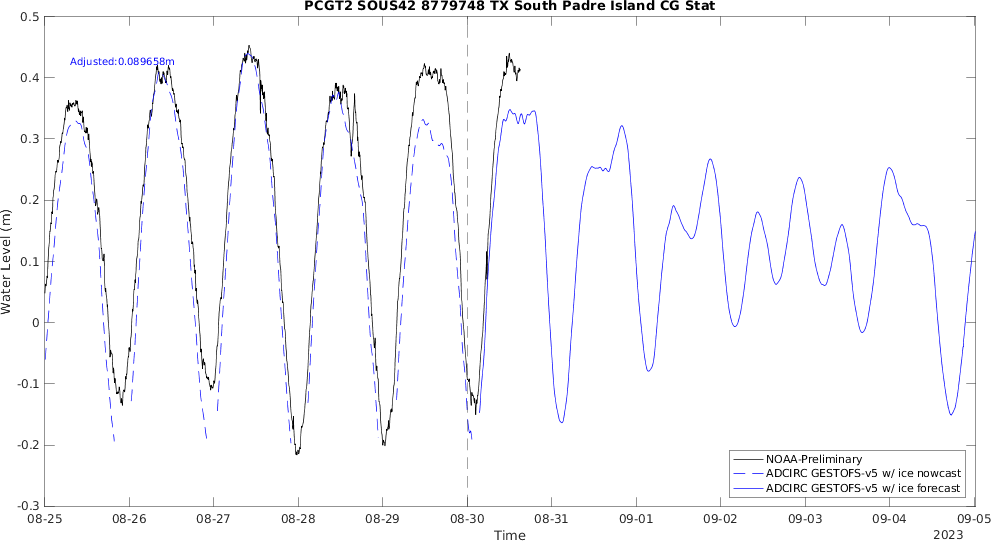 PCGT2 SOUS42 8779748 TX South Padre Island CG Stat
Adjusted:0.089658m
Water Level (m)
0.5
0.4
0.3
0.2
0.1
0
-0.1
-0.2
-0.3
NOAA-Preliminary
ADCIRC GESTOFS-v5 w/ ice nowcast
ADCIRC GESTOFS-v5 w/ ice forecast
08-25 08-26 08-27 08-28 08-29 08-30 08-31 09-01 09-02 09-03 09-04 09-05
Time
2023